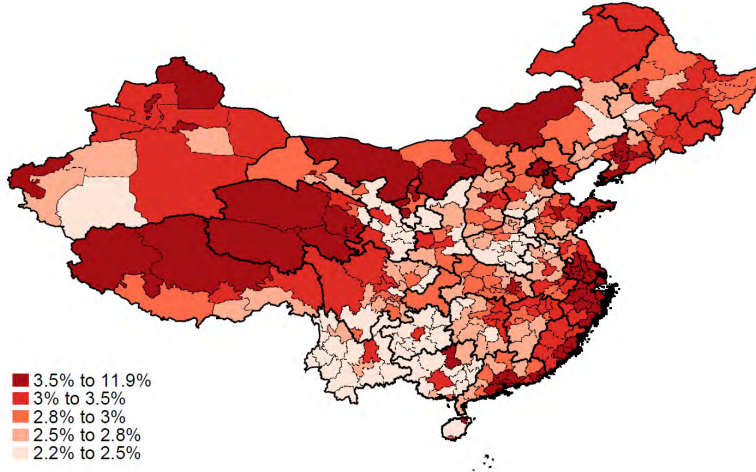 3.5% to 11.9%
3% to 3.5%
2.8% to 3%
2.5% to 2.8%
2.2% to 2.5%